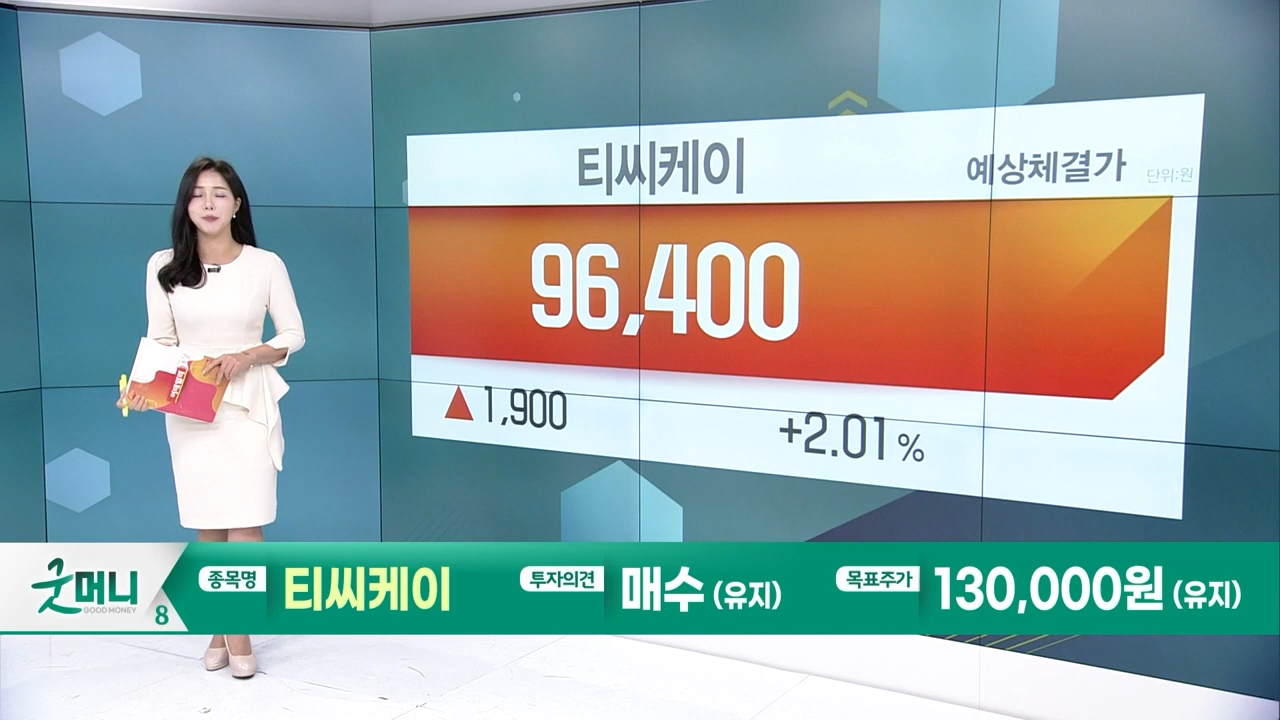 티씨케이
예상체결가
단위:원
96,400
▲ 1,900
+2.01 %
굿머니
GOOD MONEY
8
종목명
티씨케이
투자의견
매수 (유지)
목표주가
130,000원 (유지)